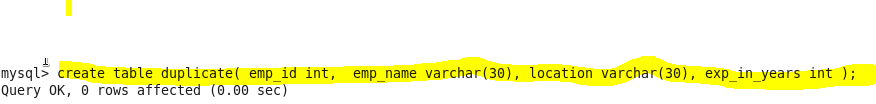 mysql> create table duplicate( emp_id int,  emp_name varchar(30), location varchar(30), exp_in_years int );
Query OK, 0 rows affected (0.00 sec)